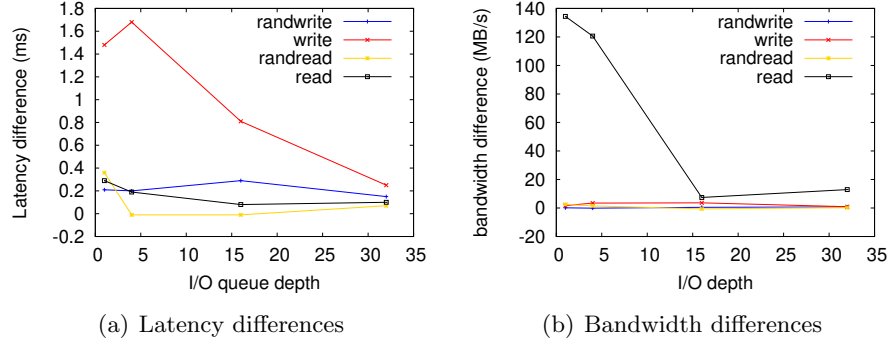 1.8
1.6
1.4
1.2
1
0.8
0.6
0.4
0.2
0
-0.2
Latency difference (ms)
randwrite
write
randread
read
0 5 10 15 20 25 30 35
I/O queue depth
(a) Latency differences
140
120
100
80
60
40
20
0
-20
bandwidth difference (MB/s)
randwrite
write
randread
read
0 5 10 15 20 25 30 35
I/O depth
(b) Bandwidth differences